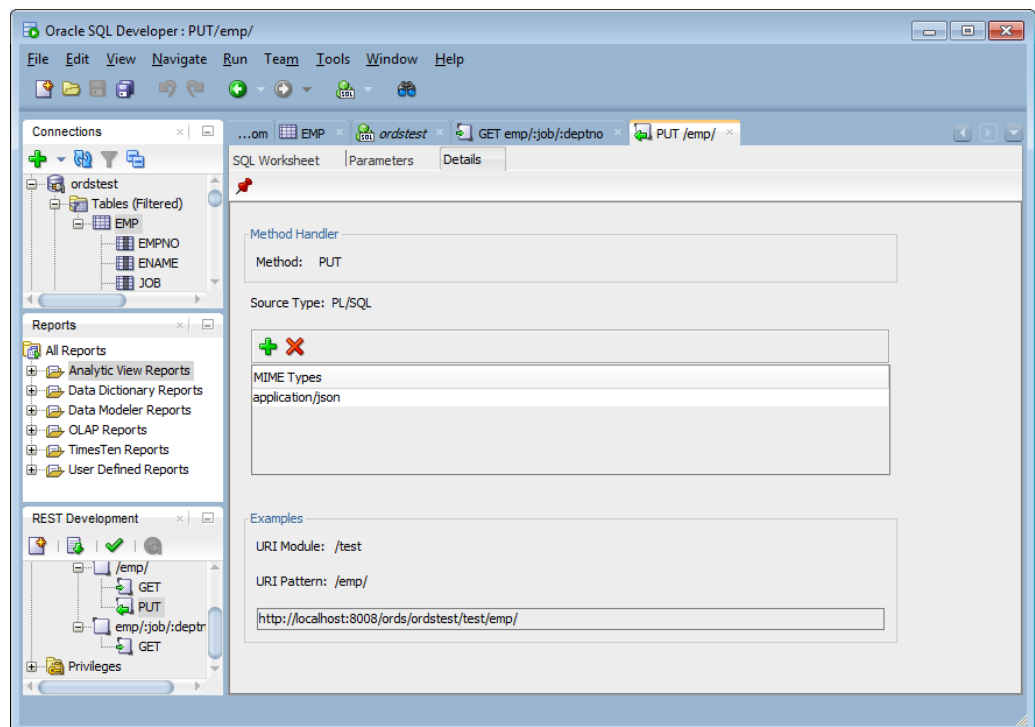 Oracle SQL Developer : PUT/emp/
File Edit View Navigate Run Team Tools Window Help
SQL
Connections
ordstest
Tables (Filtered)
EMP
EMPNO
ENAME
JOB
Reports
All Reports
Analytic View Reports
Data Dictionary Reports
Data Modeler Reports
OLAP Reports
TimesTen Reports
User Defined Reports
REST Development
/emp/
GET
PUT
emp/:job/:deptr
GET
Privileges
...om EMP ordstest GET emp/:job/:deptno PUT /emp/
SQL Worksheet Parameters Details
Method Handler
Method: PUT
Source Type: PL/SQL
MIME Types
application/json
Examples
URI Module: /test
URI Pattern: /emp/
http://localhost:8008/ords/ordstest/test/emp/